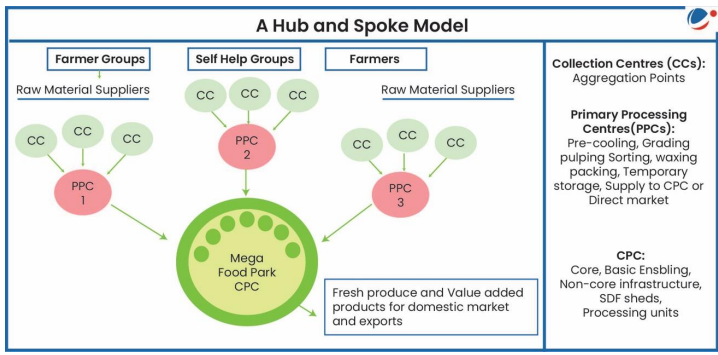 A Hub and Spoke Model
Farmer Groups
Self Help Groups
Farmers
Raw Material Suppliers
Raw Material Suppliers
CC
CC
CC
CC
CC
CC
CC
CC
CC
PPC
1
PPC
2
PPC
3
Mega
Food Park
CPC
Fresh produce and Value added
products for domestic market
and exports
Collection Centres (CCs):
Aggregation Points
Primary Processing
Centres(PPCs):
Pre-cooling, Grading
pulping Sorting, waxing
packing, Temporary
storage, Supply to CPC or
Direct market
CPC:
Core, Basic Ensbling,
Non-core infrastructure,
SDF sheds,
Processing units